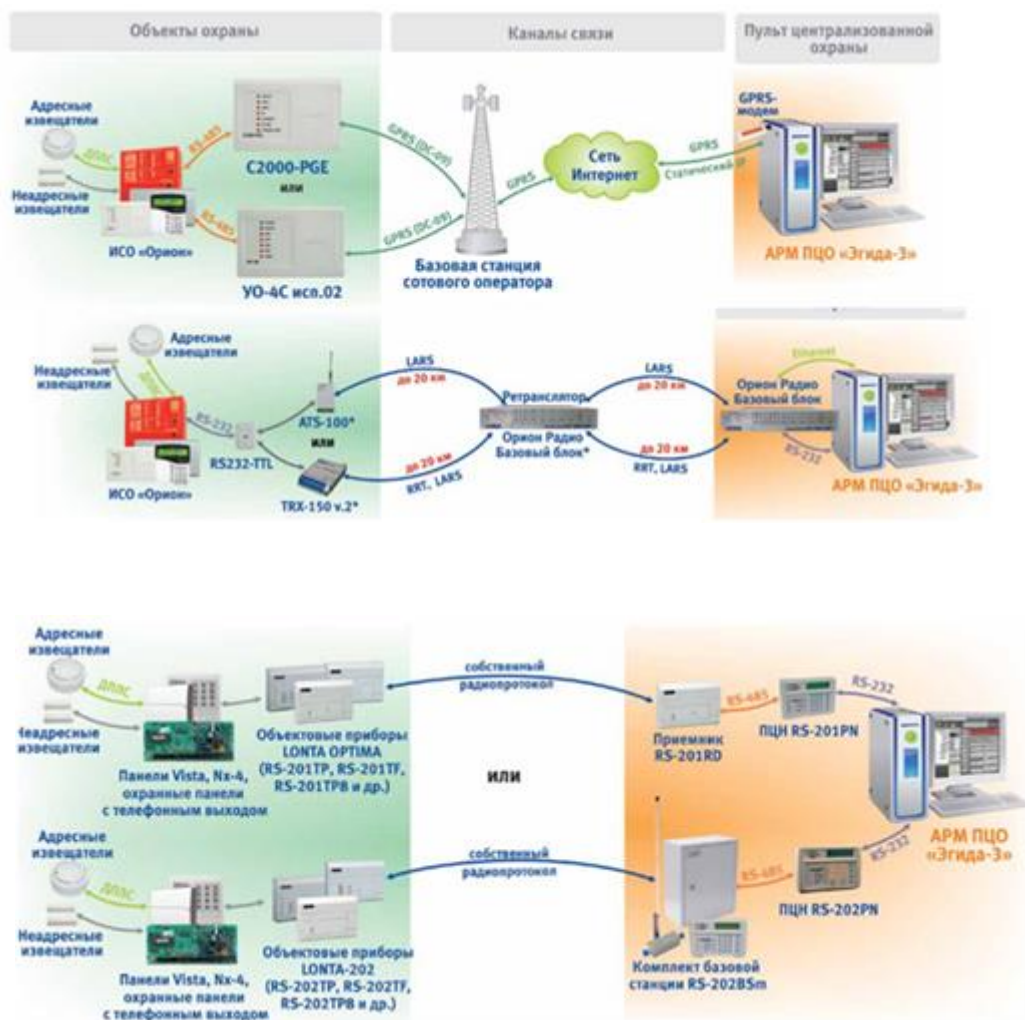 Объекты охраны
Каналы связи
Пульт централизованной
охраны
Адресные
извещатели
ДПЛС
Неадресные
извещатели
ИСО «Орион»
RS-485
RS-485
С2000-PGE
или
УО-4С исп.02
GPRS (DC-09)
GPRS (DC-09)
Базовая станция
сотового оператора
GPRS
Сеть
Интернет
GPRS
Статический IP
GPRS-
модем
АРМ ПЦО «Эгида-3»
Адресные
извещатели
Неадресные
извещатели
ДПЛС
ИСО «Орион»
RS-232
RS232-TTL
ATS-100*
или
TRX-150 v.2*
LARS
до 20 км
до 20 км
RRT, LARS
Ретранслятор
Орион Радио
Базовый блок*
LARS
до 20 км
до 20 км
RRT, LARS
Ethernet
Орион Радио
Базовый блок
RS-232
АРМ ПЦО «Эгида-3»
Адресные
извещатели
ДПЛС
Неадресные
извещатели
Панели Vista, Nx-4,
охранные панели
с телефонным выходом
Объектовые приборы
LONTA OPTIMA
(RS-201TP, RS-201TF,
RS-201TP8 и др.)
собственный
радиопротокол
Приемник
RS-201RD
RS-485
ПЦН RS-201PN
RS-232
или
АРМ ПЦО
«Эгида-3»
Адресные
извещатели
ДПЛС
Неадресные
извещатели
Панели Vista, Nx-4,
охранные панели
с телефонным выходом
Объектовые приборы
LONTA-202
(RS-202TP, RS-202TF,
RS-202TP8 и др.)
собственный
радиопротокол
Комплект базовой
станции RS-202BSm
RS-485
ПЦН RS-202PN
RS-232